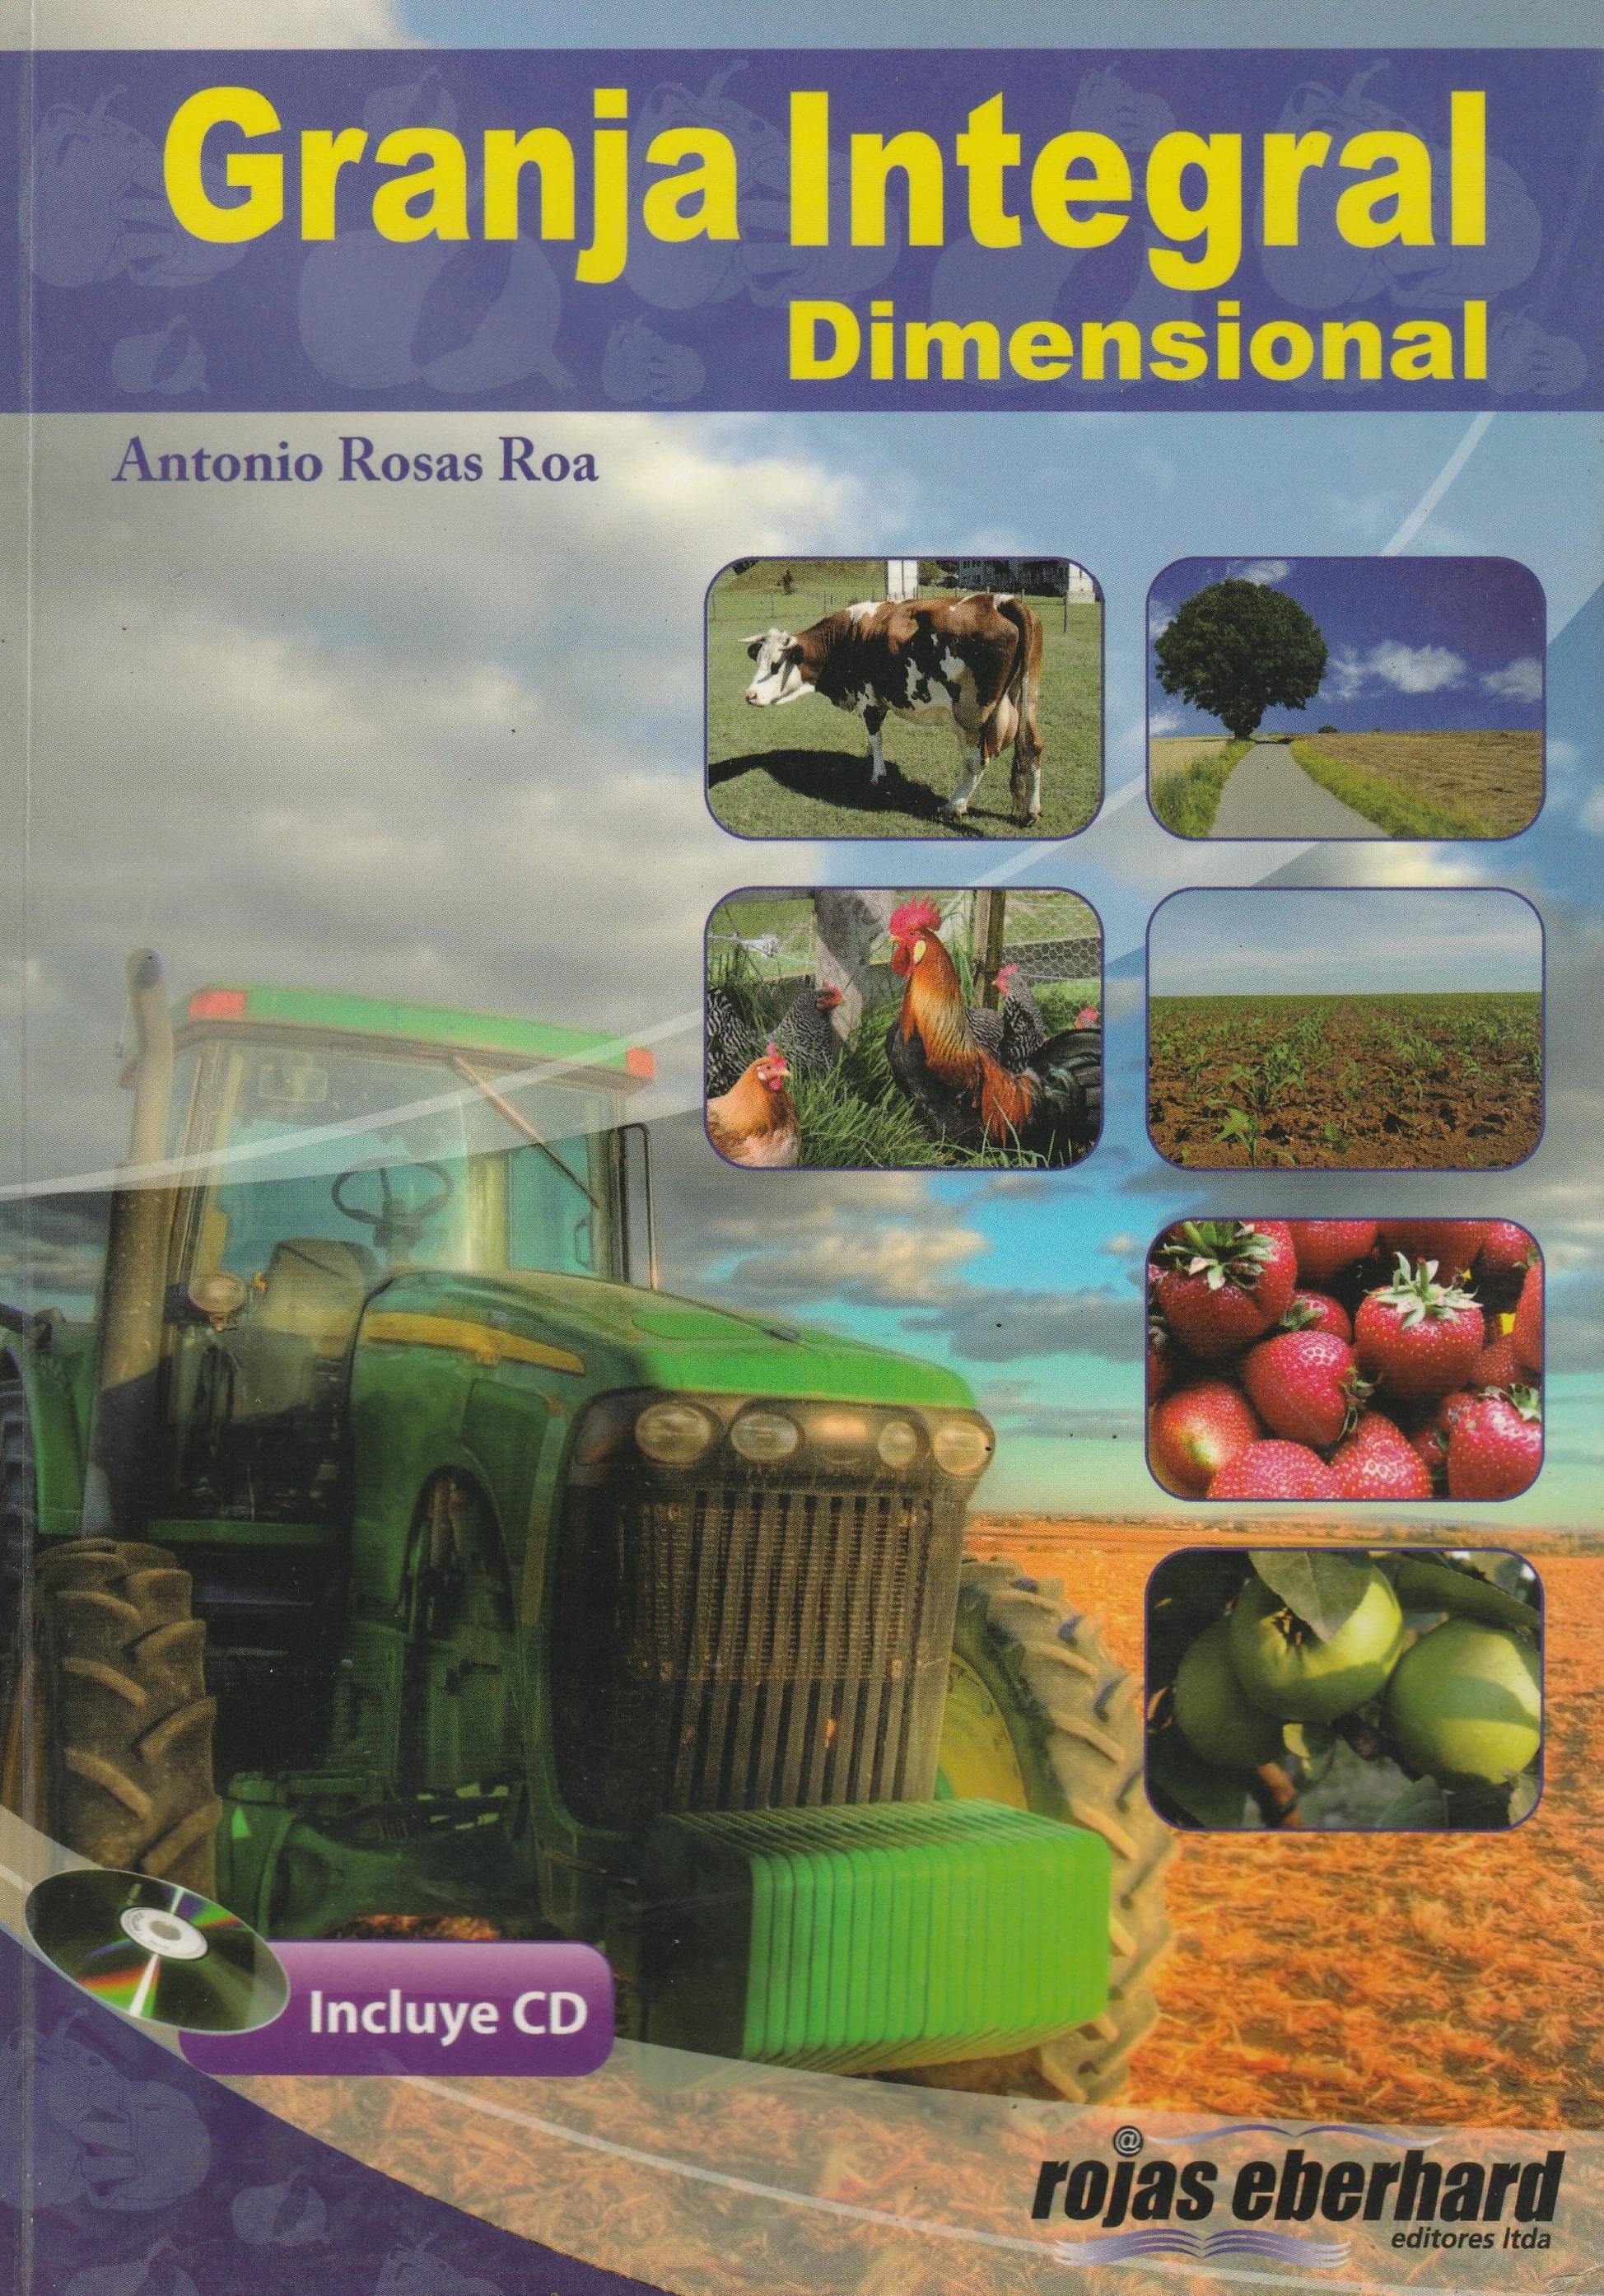 Granja Integral
Dimensional
Antonio Rosas Roa
Incluye CD
@
rojas eberhard
editores ltda